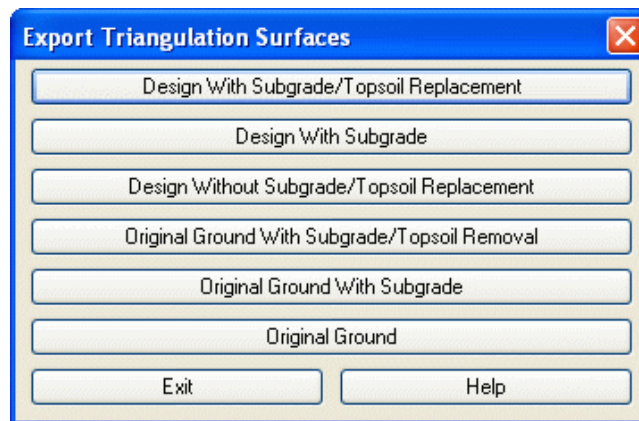 Export Triangulation Surfaces
Design With Subgrade/Topsoil Replacement
Design With Subgrade
Design Without Subgrade/Topsoil Replacement
Original Ground With Subgrade/Topsoil Removal
Original Ground With Subgrade
Original Ground
Exit Help